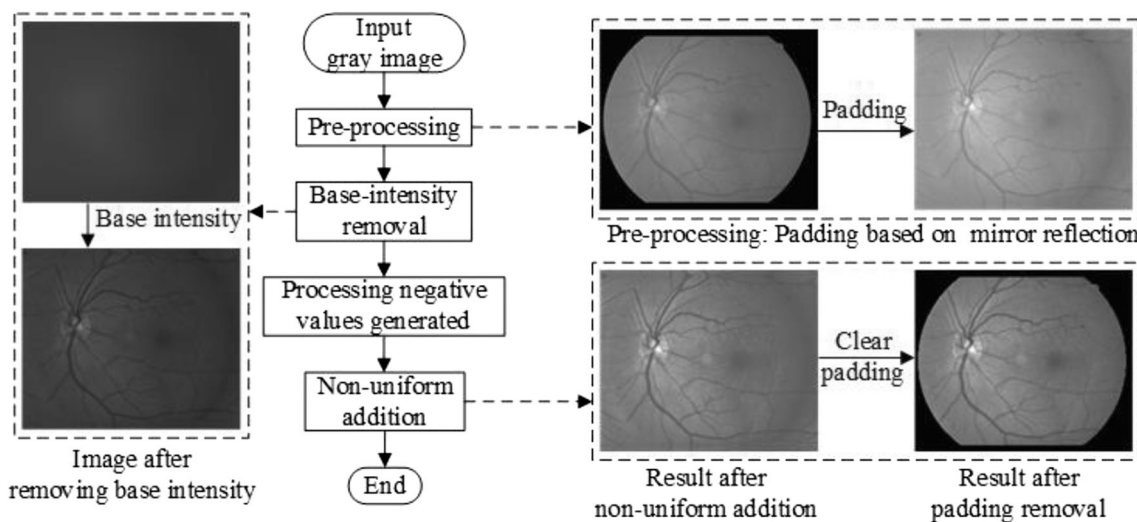 Input
gray image
Pre-processing
Base-intensity
removal
Processing negative
values generated
Non-uniform
addition
End
Base intensity
Image after
removing base intensity
Padding
Pre-processing: Padding based on mirror reflection
Clear
padding
Result after
non-uniform addition
Result after
padding removal